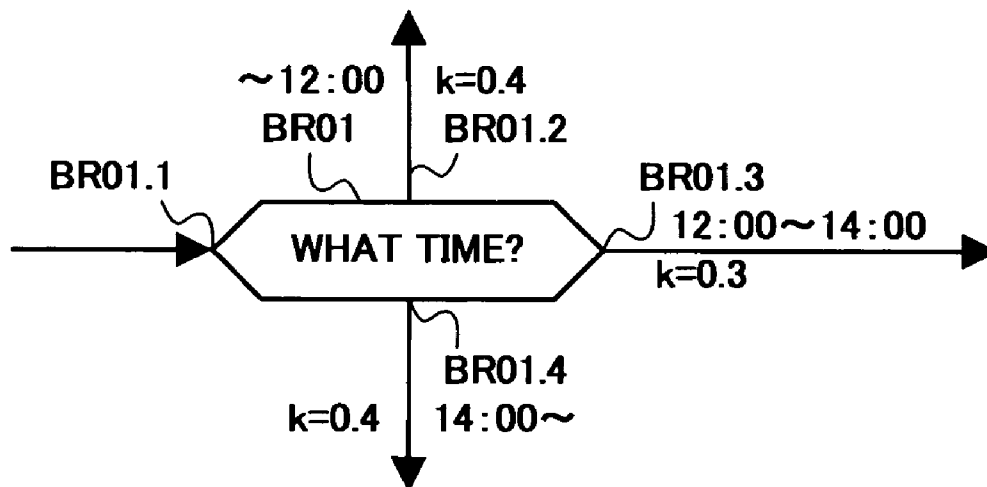 ～12:00 k=0.4
BR01 BR01.2
BR01.1 BR01.3
12:00～14:00
WHAT TIME?
k=0.3
BR01.4
k=0.4 14:00～